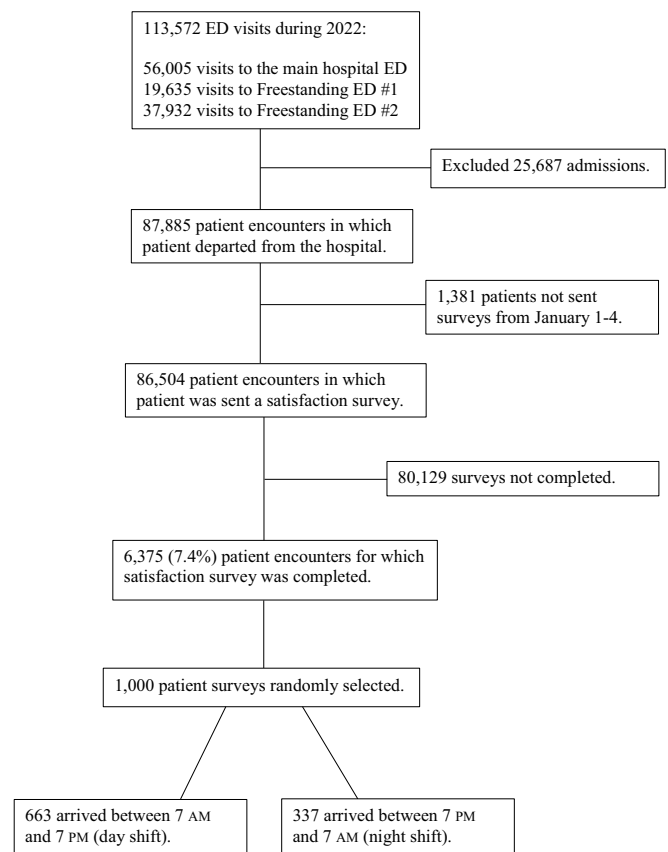 113,572 ED visits during 2022:
56,005 visits to the main hospital ED
19,635 visits to Freestanding ED #1
37,932 visits to Freestanding ED #2
Excluded 25,687 admissions.
87,885 patient encounters in which
patient departed from the hospital.
1,381 patients not sent
surveys from January 1-4.
86,504 patient encounters in which
patient was sent a satisfaction survey.
80,129 surveys not completed.
6,375 (7.4%) patient encounters for which
satisfaction survey was completed.
1,000 patient surveys randomly selected.
663 arrived between 7 AM
and 7 PM (day shift).
337 arrived between 7 PM
and 7 AM (night shift).